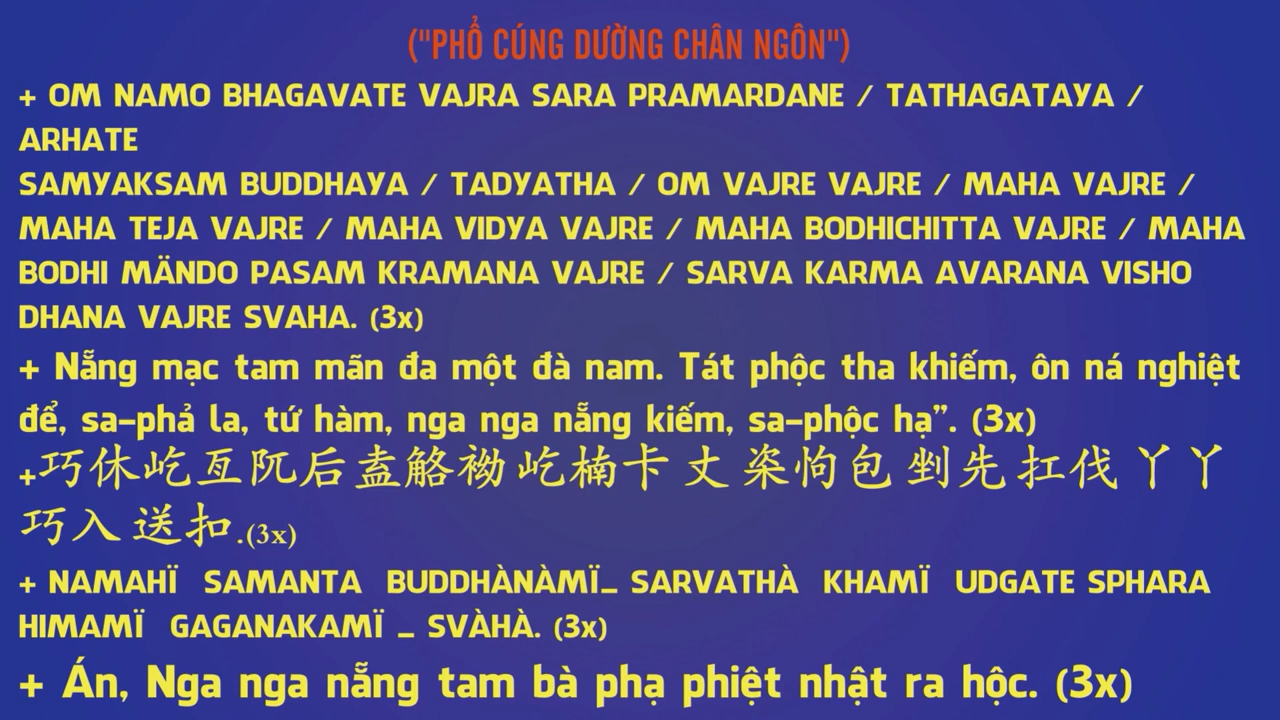 ("PHỔ CÚNG DƯỜNG CHÂN NGÔN")
+ OM NAMO BHAGAVATE VAJRA SARA PRAMARDANE / TATHAGATAYA /
ARHATE
SAMYAKSAM BUDDHAYA / TADYATHA / OM VAJRE VAJRE / MAHA VAJRE /
MAHA TEJA VAJRE / MAHA VIDYA VAJRE / MAHA BODHICHITTA VAJRE / MAHA
BODHI MÄNDO PASAM KRAMANA VAJRE / SARVA KARMA AVARANA VISHO
DHANA VAJRE SVAHA. (3x)
+ Nẵng mạc tam mãn đa một đà nam. Tát phộc tha khiếm, ôn ná nghiệt
để, sa-phả la, tứ hàm, nga nga nẵng kiếm, sa-phộc hạ”. (3x)
+巧休屹亙阢后盍觡袎屹楠卡丈栥怐包剉先扛伐丫丫
巧入送扣.(3x)
+ NAMAHÏ SAMANTA BUDDHÀNÀMÏ_ SARVATHÀ KHAMÏ UDGATE SPHARA
HIMAMÏ GAGANAKAMÏ _ SVÀHÀ. (3x)
+ Án, Nga nga nẵng tam bà phạ phiệt nhật ra hộc. (3x)